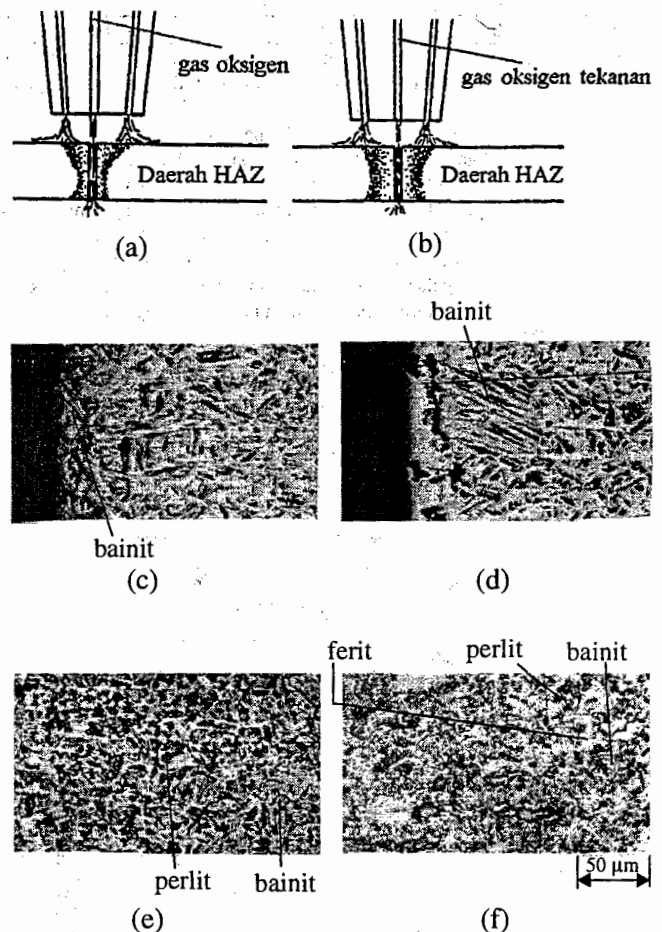 gas oksigen
gas oksigen tekanan
Daerah HAZ
Daerah HAZ
(a)
(b)
bainit
bainit
(c)
(d)
ferit
perlit
bainit
perlit
bainit
50 μm
(e)
(f)